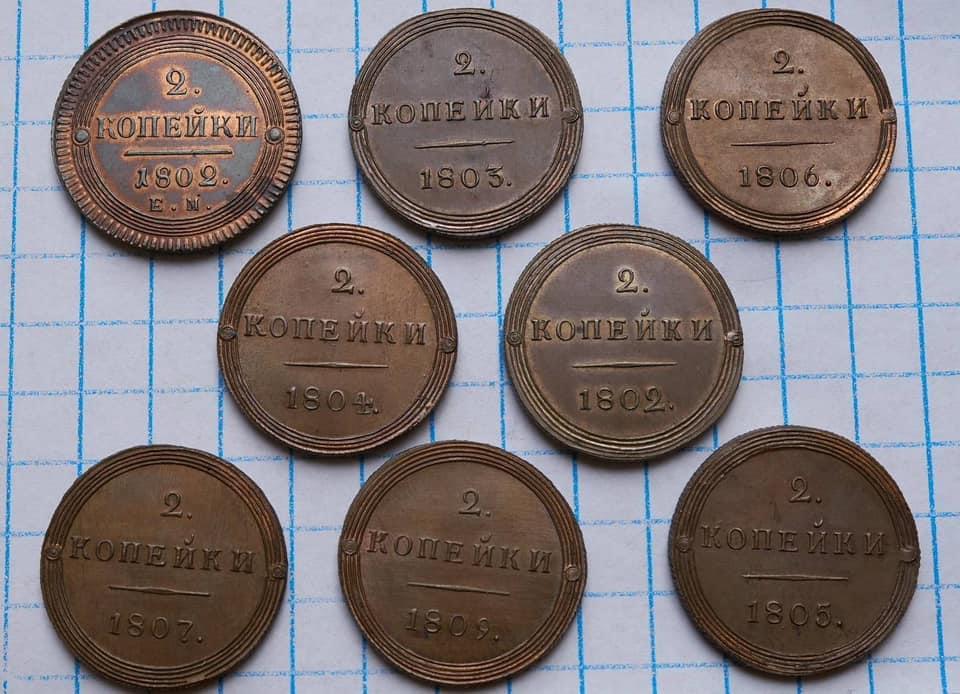 2.
КОПЕЙКИ
1802.
Е. М.
2.
КОПЕЙКИ
1803.
2.
КОПЕЙКИ
1806.
2.
КОПЕЙКИ
1804.
2.
КОПЕЙКИ
1802.
2.
КОПЕЙКИ
1807.
2.
КОПЕЙКИ
1809.
2.
КОПЕЙКИ
1805.